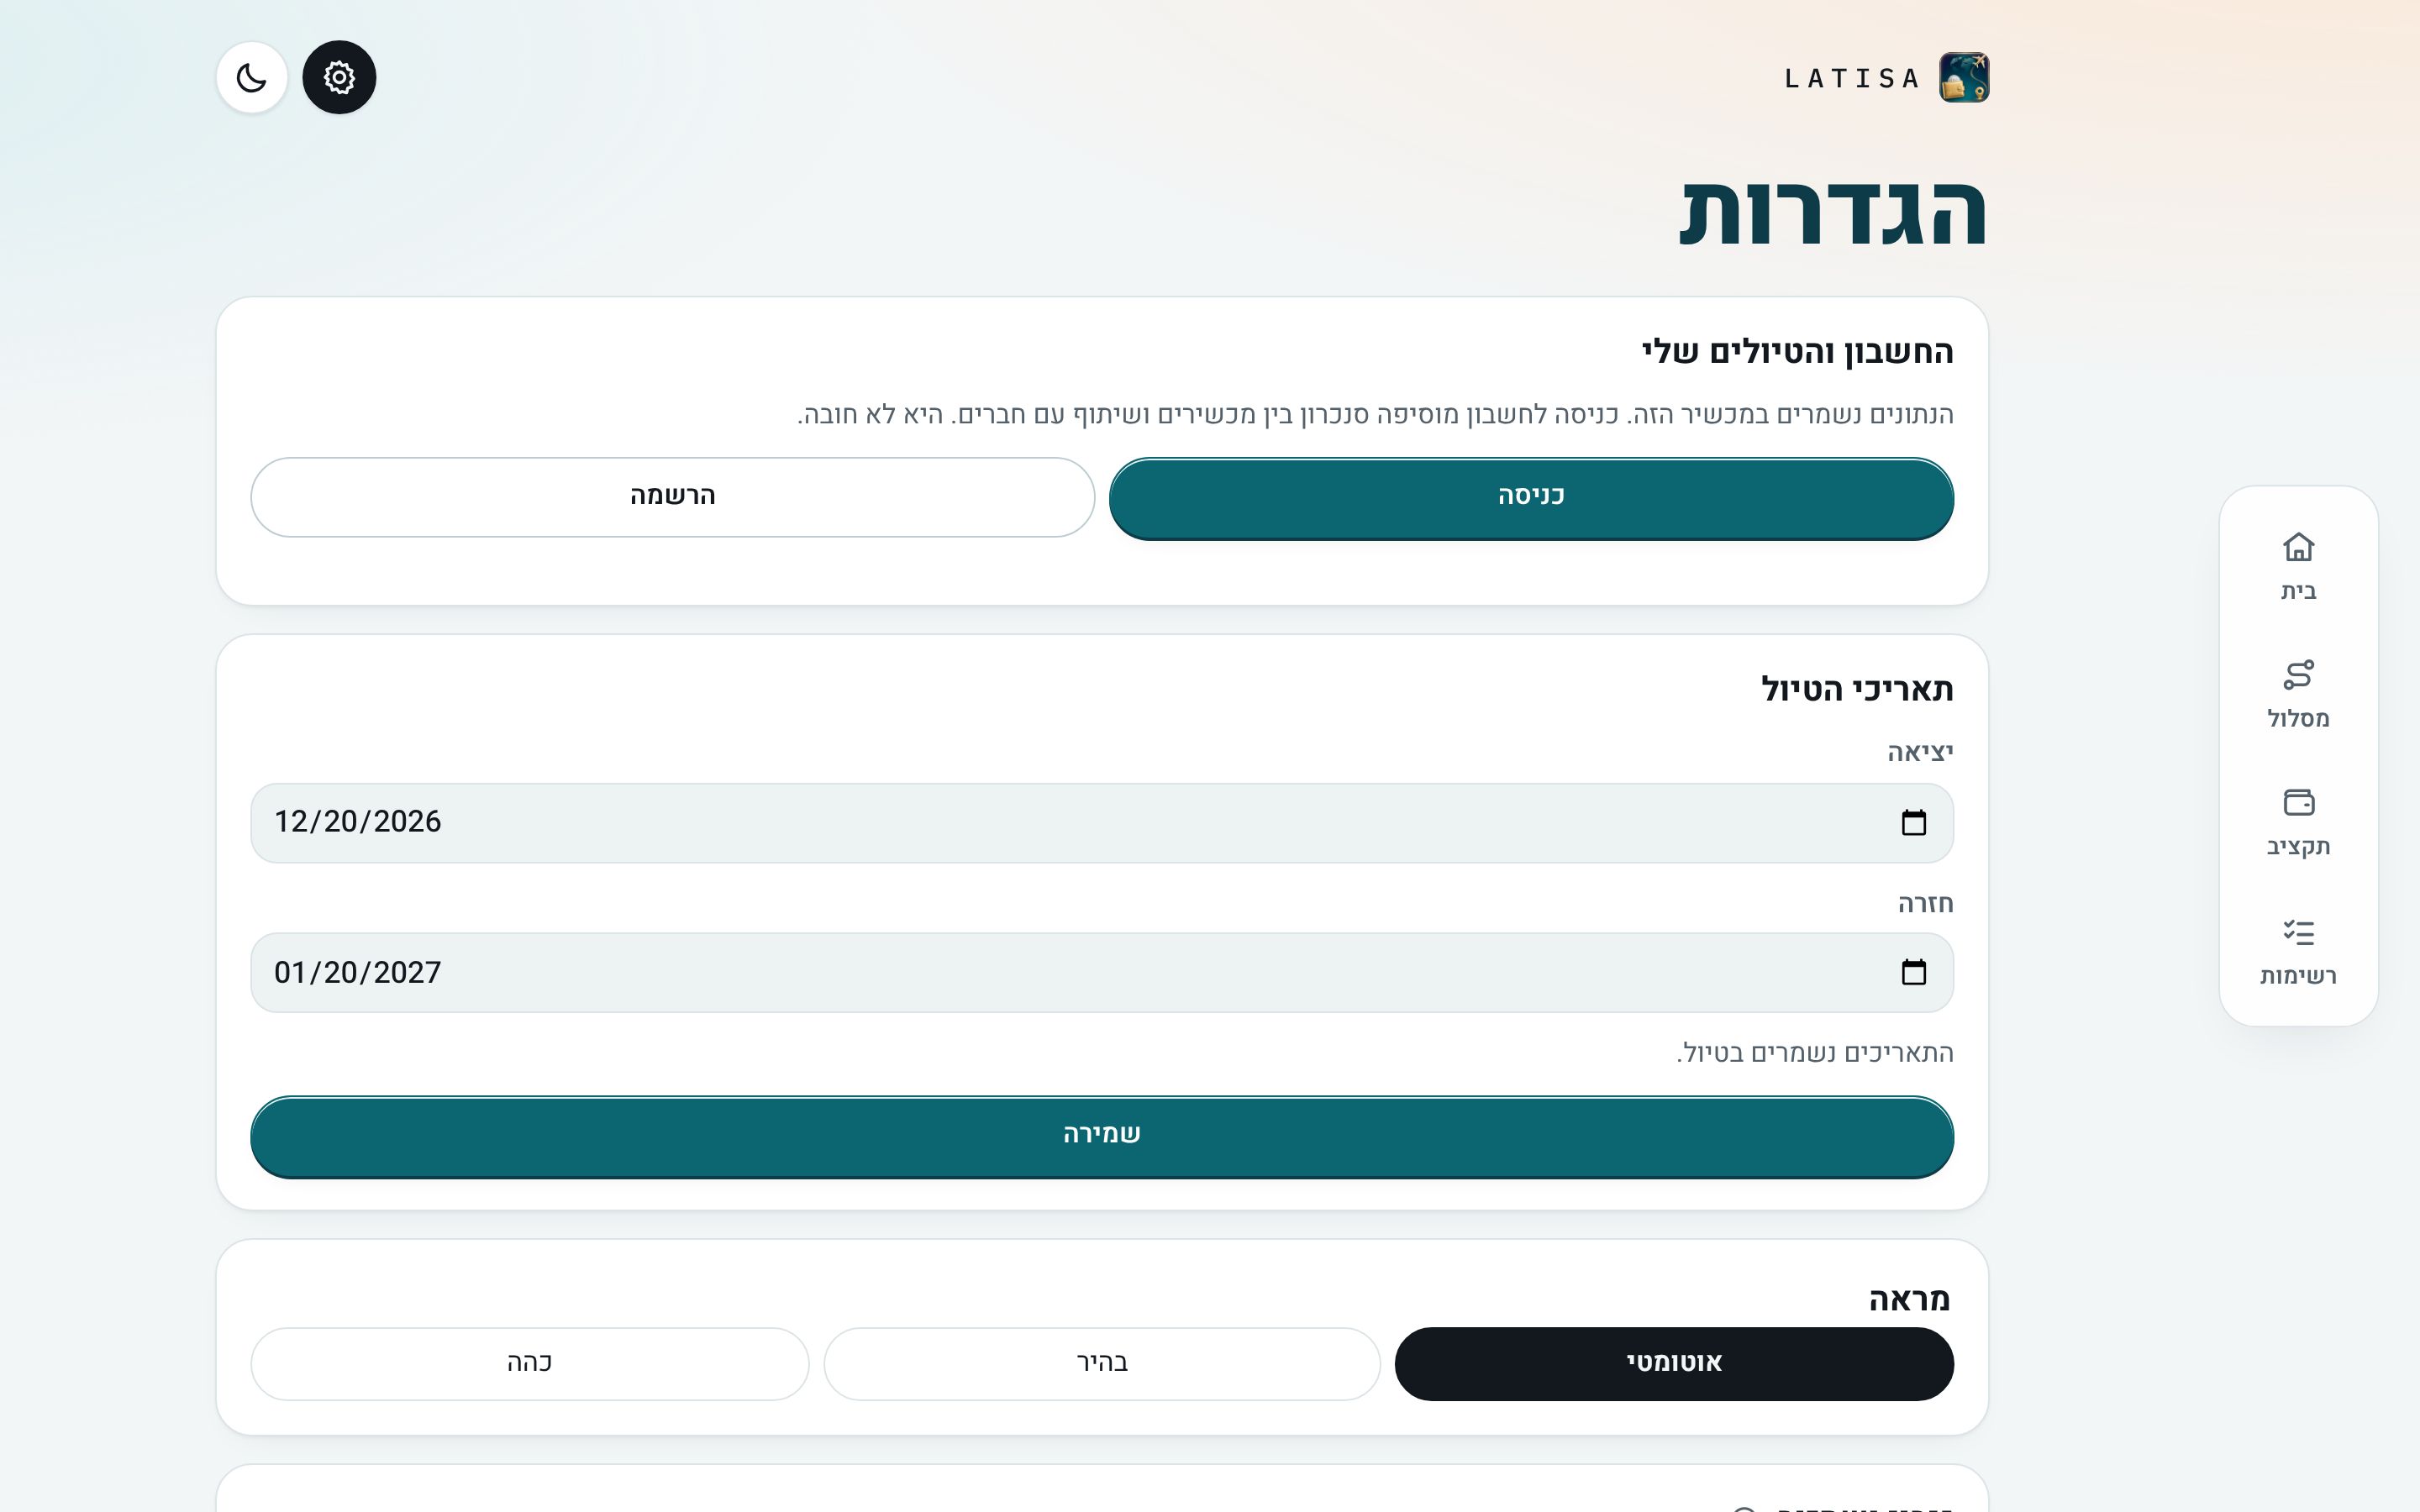 LATISA
הגדרות
החשבון והטיולים שלי
הנתונים נשמרים במכשיר הזה. כניסה לחשבון מוסיפה סנכרון בין מכשירים ושיתוף עם חברים. היא לא חובה.
כניסה
הרשמה
תאריכי הטיול
יציאה
12/20/2026
חזרה
01/20/2027
התאריכים נשמרים בטיול.
שמירה
מראה
אוטומטי
בהיר
כהה
בית
מסלול
תקציב
רשימות